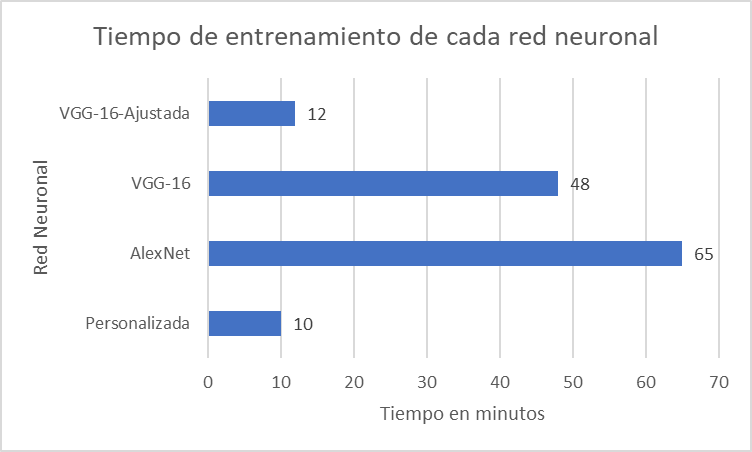 Tiempo de entrenamiento de cada red neuronal
Red Neuronal
VGG-16-Ajustada 12
VGG-16 48
AlexNet 65
Personalizada 10
0 10 20 30 40 50 60 70
Tiempo en minutos